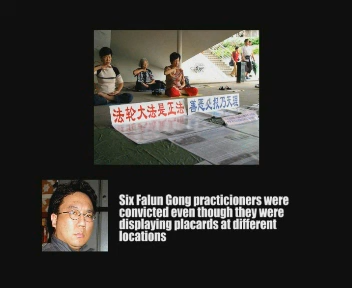 法轮大法是正法
善恶必报乃天理
Six Falun Gong practicioners were
convicted even though they were
displaying placards at different
locations